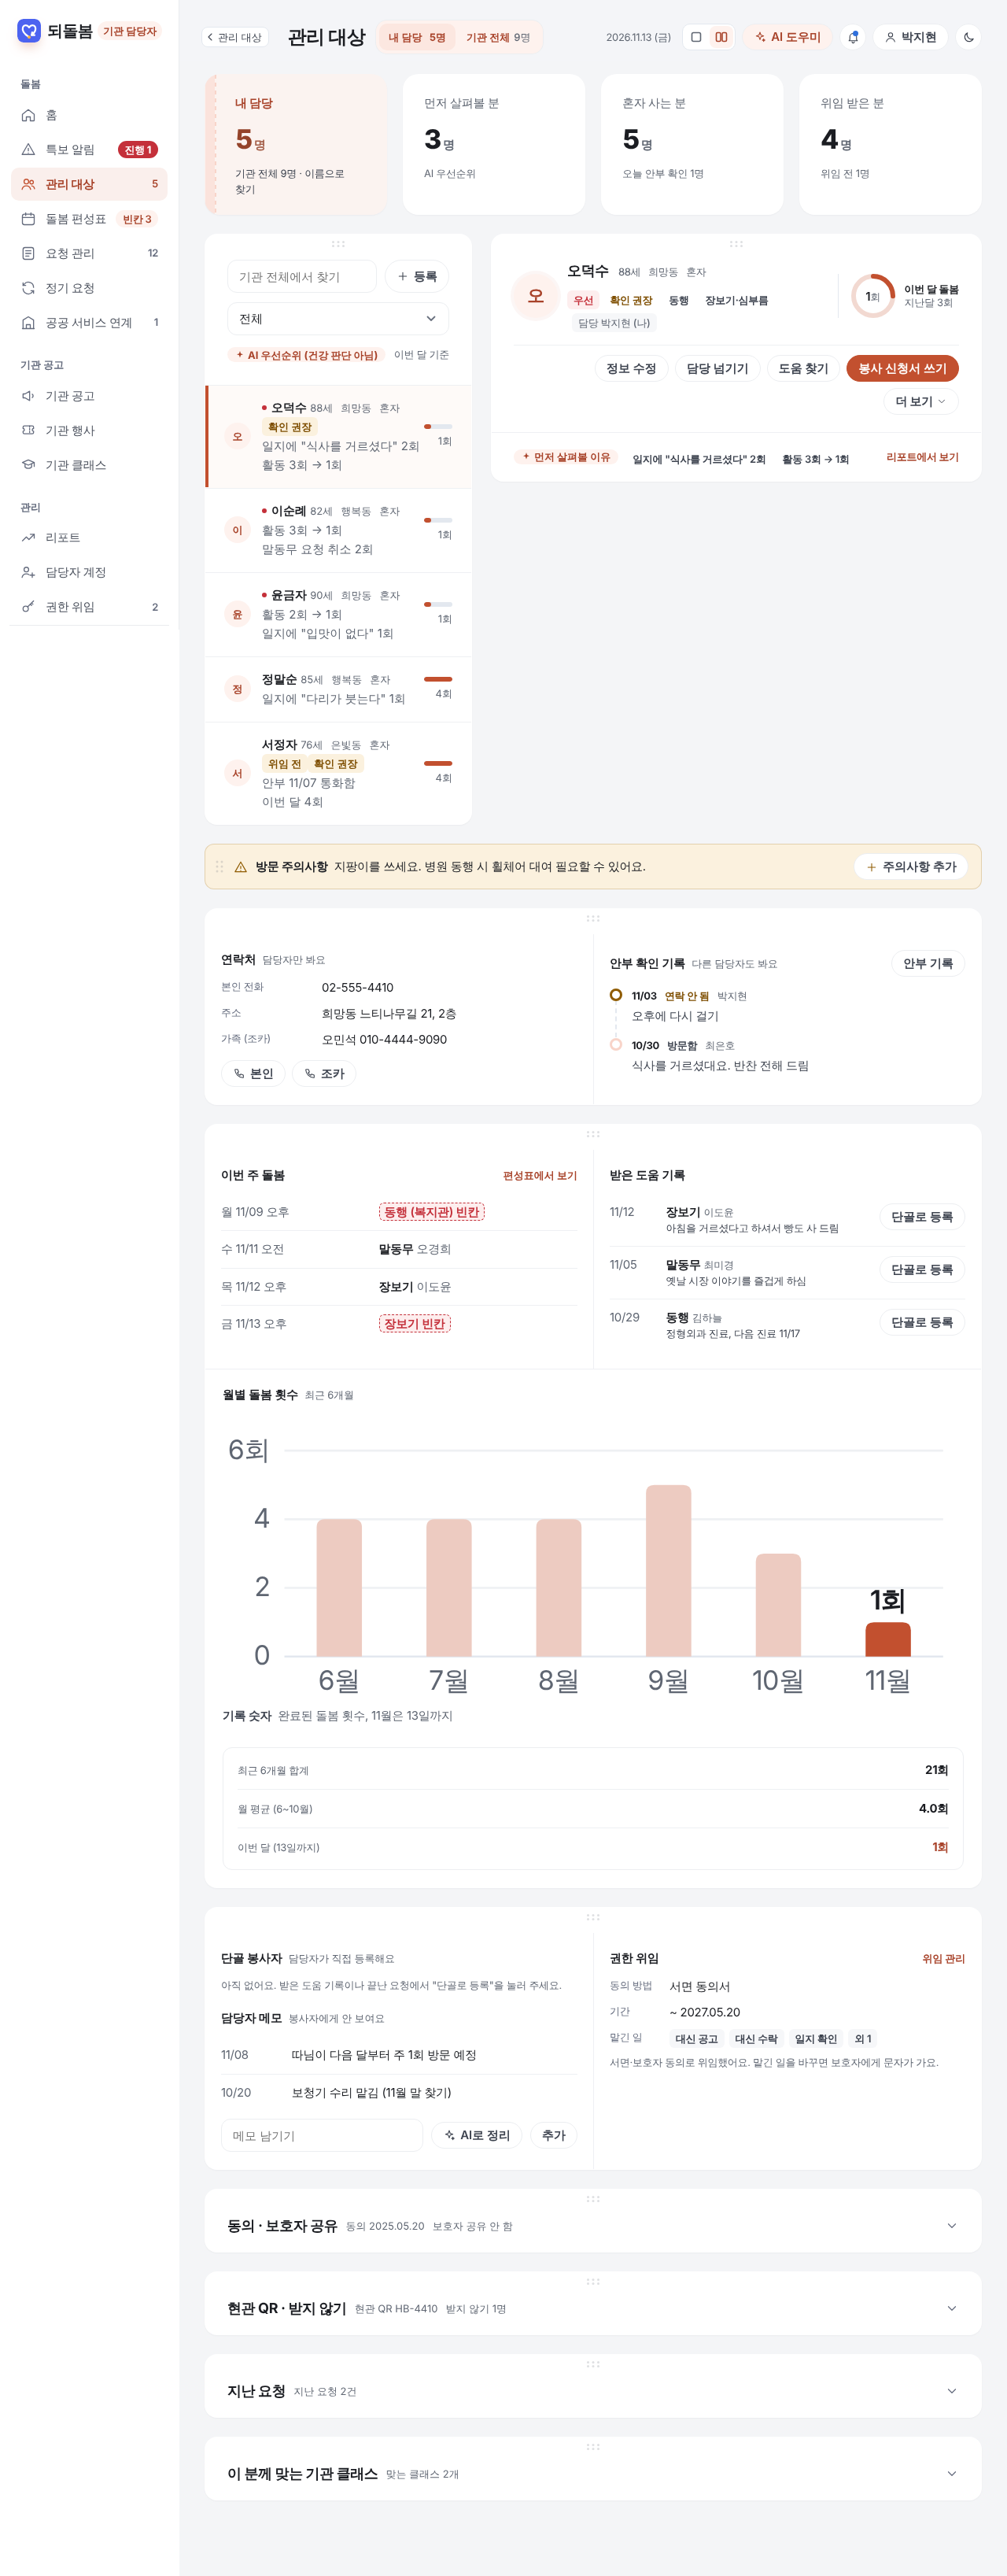 되돌봄 기관 담당자
돌봄
홈
특보 알림 진행 1
관리 대상 5
돌봄 편성표 빈칸 3
요청 관리 12
정기 요청
공공 서비스 연계 1
기관 공고
기관 공고
기관 행사
기관 클래스
관리
리포트
담당자 계정
권한 위임 2
관리 대상
관리 대상
내 담당 5명 기관 전체 9명
2026.11.13 (금)
AI 도우미
박지현
내 담당
5명
기관 전체 9명 · 이름으로
찾기
먼저 살펴볼 분
3명
AI 우선순위
혼자 사는 분
5명
오늘 안부 확인 1명
위임 받은 분
4명
위임 전 1명
기관 전체에서 찾기
등록
전체
AI 우선순위 (건강 판단 아님) 이번 달 기준
오 오덕수 88세 희망동 혼자
확인 권장
일지에 "식사를 거르셨다" 2회
활동 3회 → 1회
1회
이 이순례 82세 행복동 혼자
활동 3회 → 1회
말동무 요청 취소 2회
1회
윤 윤금자 90세 희망동 혼자
활동 2회 → 1회
일지에 "입맛이 없다" 1회
1회
정 정말순 85세 행복동 혼자
일지에 "다리가 붓는다" 1회
4회
서 서정자 76세 은빛동 혼자
위임 전 확인 권장
안부 11/07 통화함
이번 달 4회
4회
오
오덕수 88세 희망동 혼자
우선 확인 권장 동행 장보기·심부름
담당 박지현 (나)
1회
이번 달 돌봄
지난달 3회
정보 수정 담당 넘기기 도움 찾기 봉사 신청서 쓰기
더 보기
먼저 살펴볼 이유 일지에 "식사를 거르셨다" 2회 활동 3회 → 1회 리포트에서 보기
방문 주의사항 지팡이를 쓰세요. 병원 동행 시 휠체어 대여 필요할 수 있어요. 주의사항 추가
연락처 담당자만 봐요
본인 전화 02-555-4410
주소 희망동 느티나무길 21, 2층
가족 (조카) 오민석 010-4444-9090
본인 조카
안부 확인 기록 다른 담당자도 봐요 안부 기록
11/03 연락 안 됨 박지현
오후에 다시 걸기
10/30 방문함 최은호
식사를 거르셨대요. 반찬 전해 드림
이번 주 돌봄 편성표에서 보기
월 11/09 오후 동행 (복지관) 빈칸
수 11/11 오전 말동무 오경희
목 11/12 오후 장보기 이도윤
금 11/13 오후 장보기 빈칸
받은 도움 기록
11/12 장보기 이도윤 단골로 등록
아침을 거르셨다고 하셔서 빵도 사 드림
11/05 말동무 최미경 단골로 등록
옛날 시장 이야기를 즐겁게 하심
10/29 동행 김하늘 단골로 등록
정형외과 진료, 다음 진료 11/17
월별 돌봄 횟수 최근 6개월
6회
4
2
0
1회
6월 7월 8월 9월 10월 11월
기록 숫자 완료된 돌봄 횟수, 11월은 13일까지
최근 6개월 합계 21회
월 평균 (6~10월) 4.0회
이번 달 (13일까지) 1회
단골 봉사자 담당자가 직접 등록해요
아직 없어요. 받은 도움 기록이나 끝난 요청에서 "단골로 등록"을 눌러 주세요.
담당자 메모 봉사자에게 안 보여요
11/08 따님이 다음 달부터 주 1회 방문 예정
10/20 보청기 수리 맡김 (11월 말 찾기)
메모 남기기 AI로 정리 추가
권한 위임 위임 관리
동의 방법 서면 동의서
기간 ~ 2027.05.20
맡긴 일 대신 공고 대신 수락 일지 확인 외 1
서면·보호자 동의로 위임했어요. 맡긴 일을 바꾸면 보호자에게 문자가 가요.
동의 · 보호자 공유 동의 2025.05.20 보호자 공유 안 함
현관 QR · 받지 않기 현관 QR HB-4410 받지 않기 1명
지난 요청 지난 요청 2건
이 분께 맞는 기관 클래스 맞는 클래스 2개